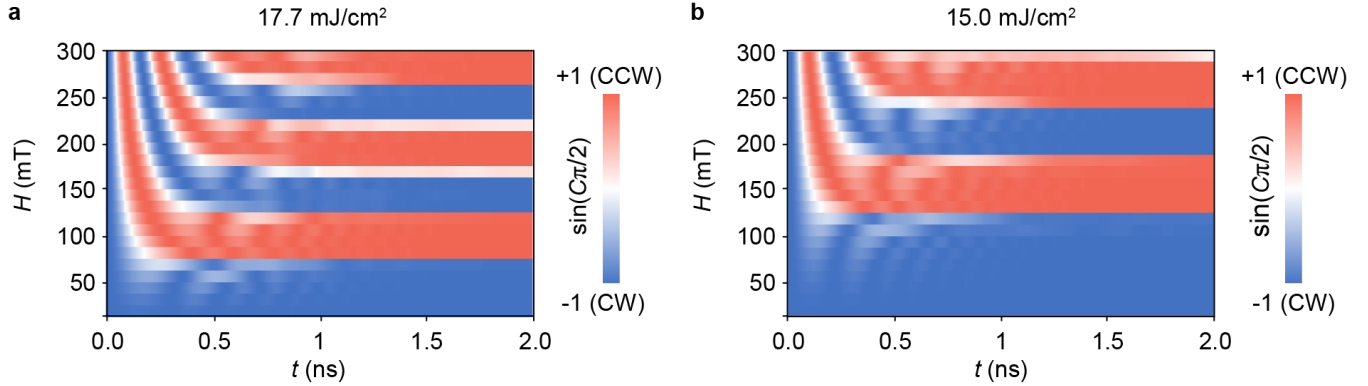 a
17.7 mJ/cm²
H (mT)
300
250
200
150
100
50
0.0 0.5 1 1.5 2.0
t (ns)
+1 (CCW)
sin(Cπ/2)
-1 (CW)
b
15.0 mJ/cm²
H (mT)
300
250
200
150
100
50
0.0 0.5 1 1.5 2.0
t (ns)
+1 (CCW)
sin(Cπ/2)
-1 (CW)